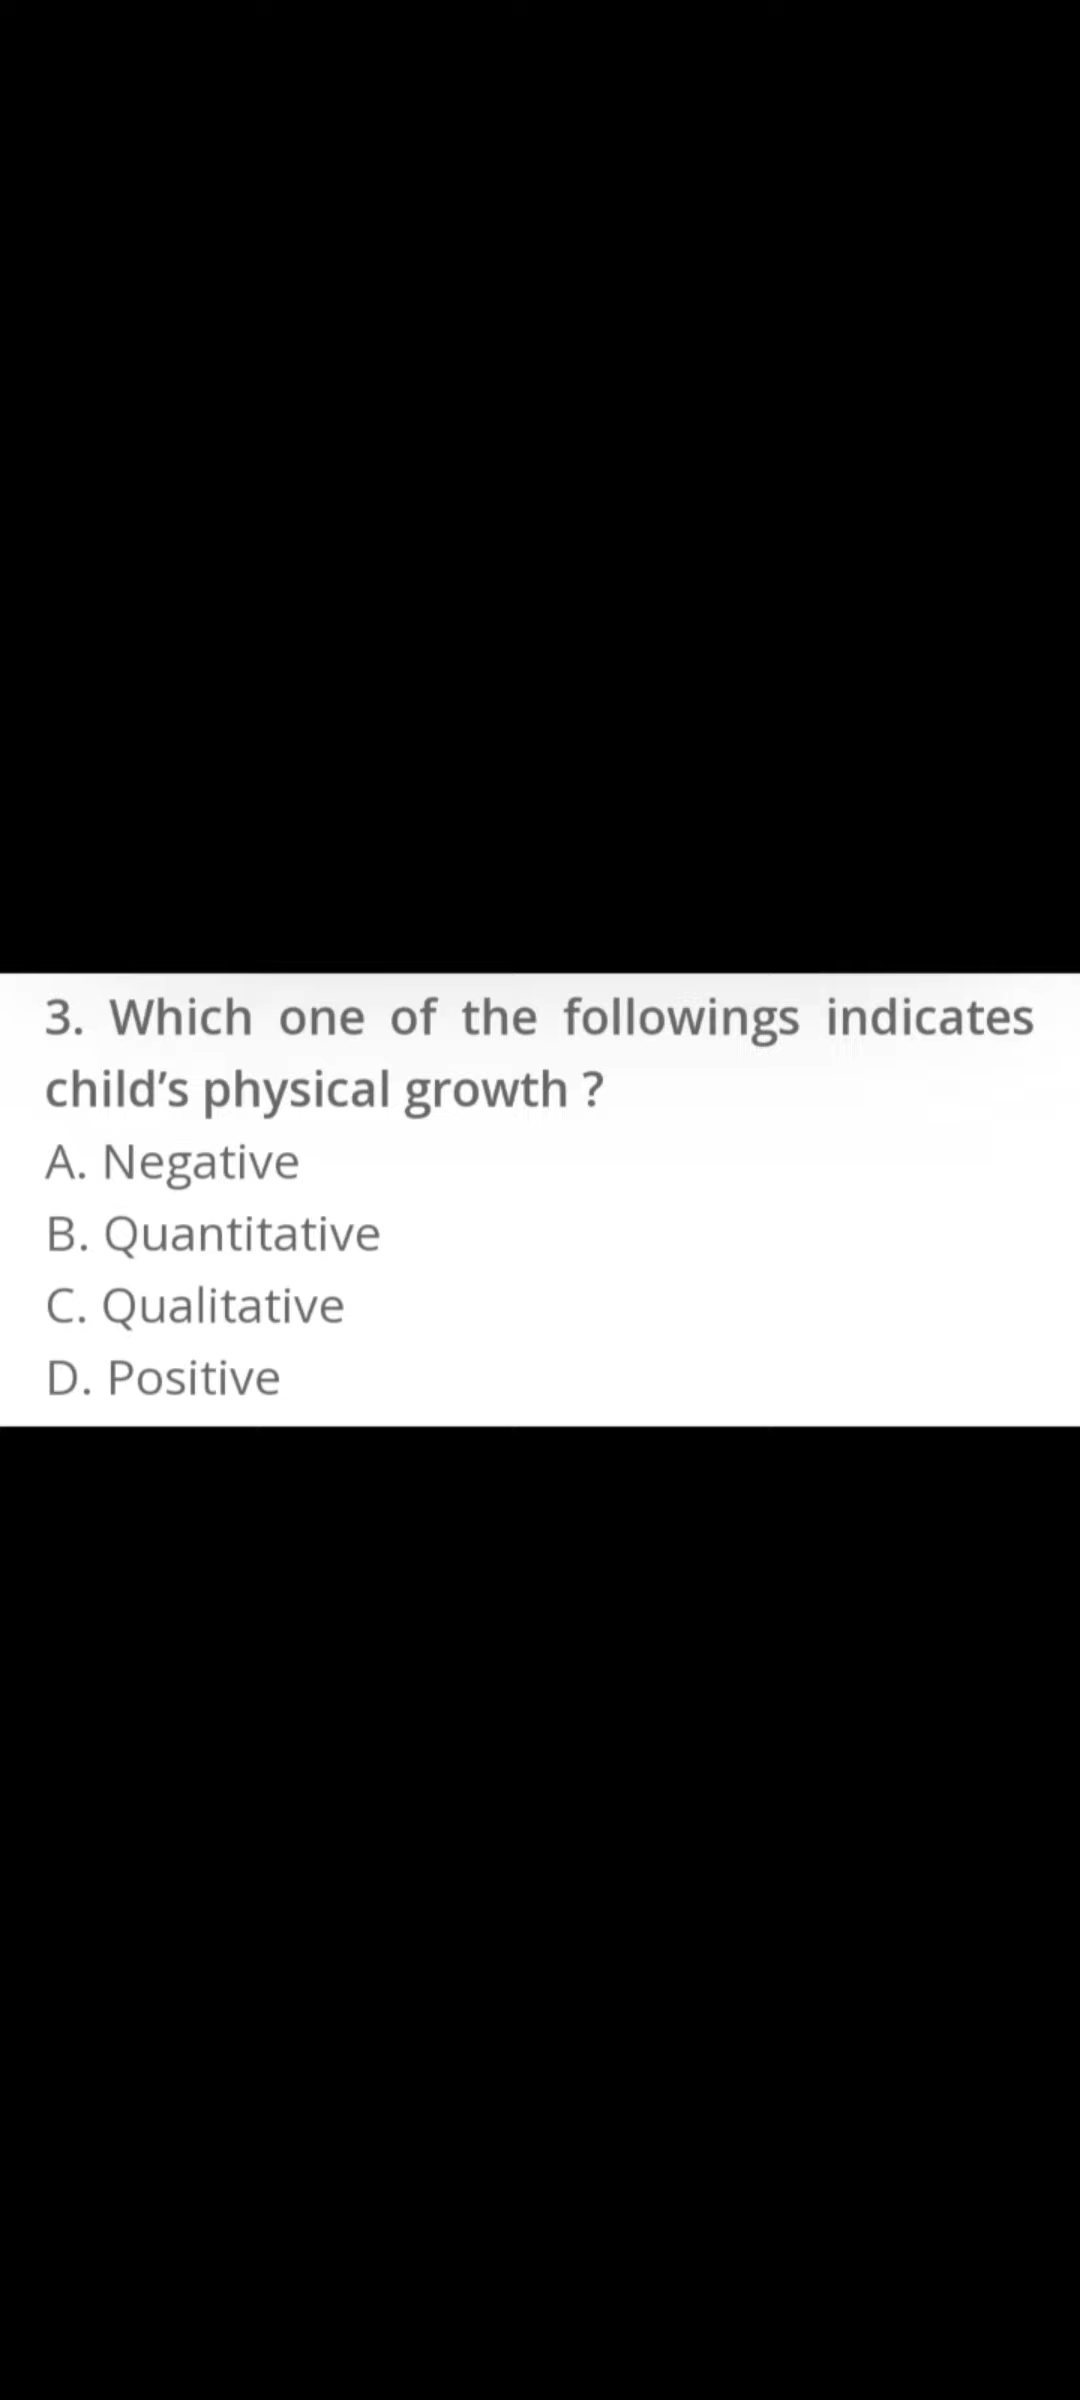 3. Which one of the followings indicates
child’s physical growth ?
A. Negative
B. Quantitative
C. Qualitative
D. Positive